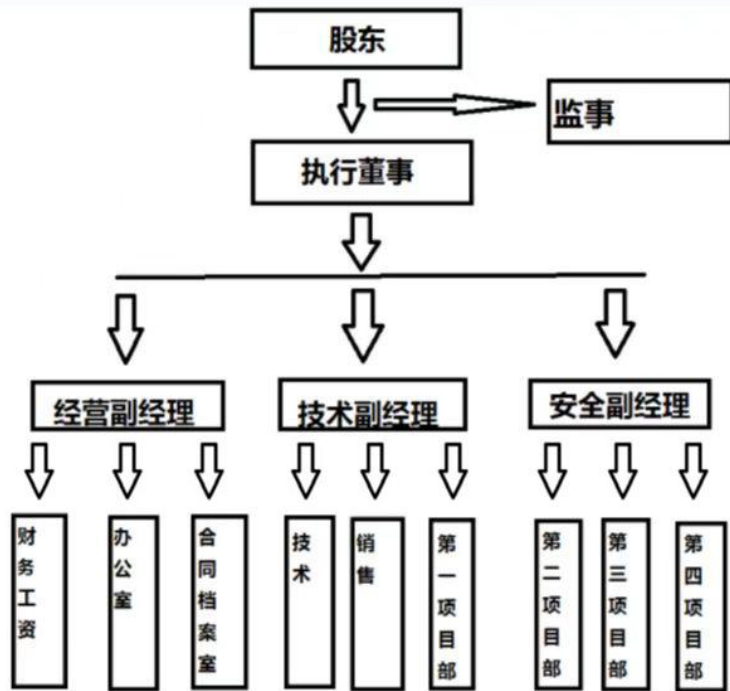 股东
监事
执行董事
经营副经理
技术副经理
安全副经理
财务工资
办公室
合同档案室
技术
销售
第一项目部
第二项目部
第三项目部
第四项目部